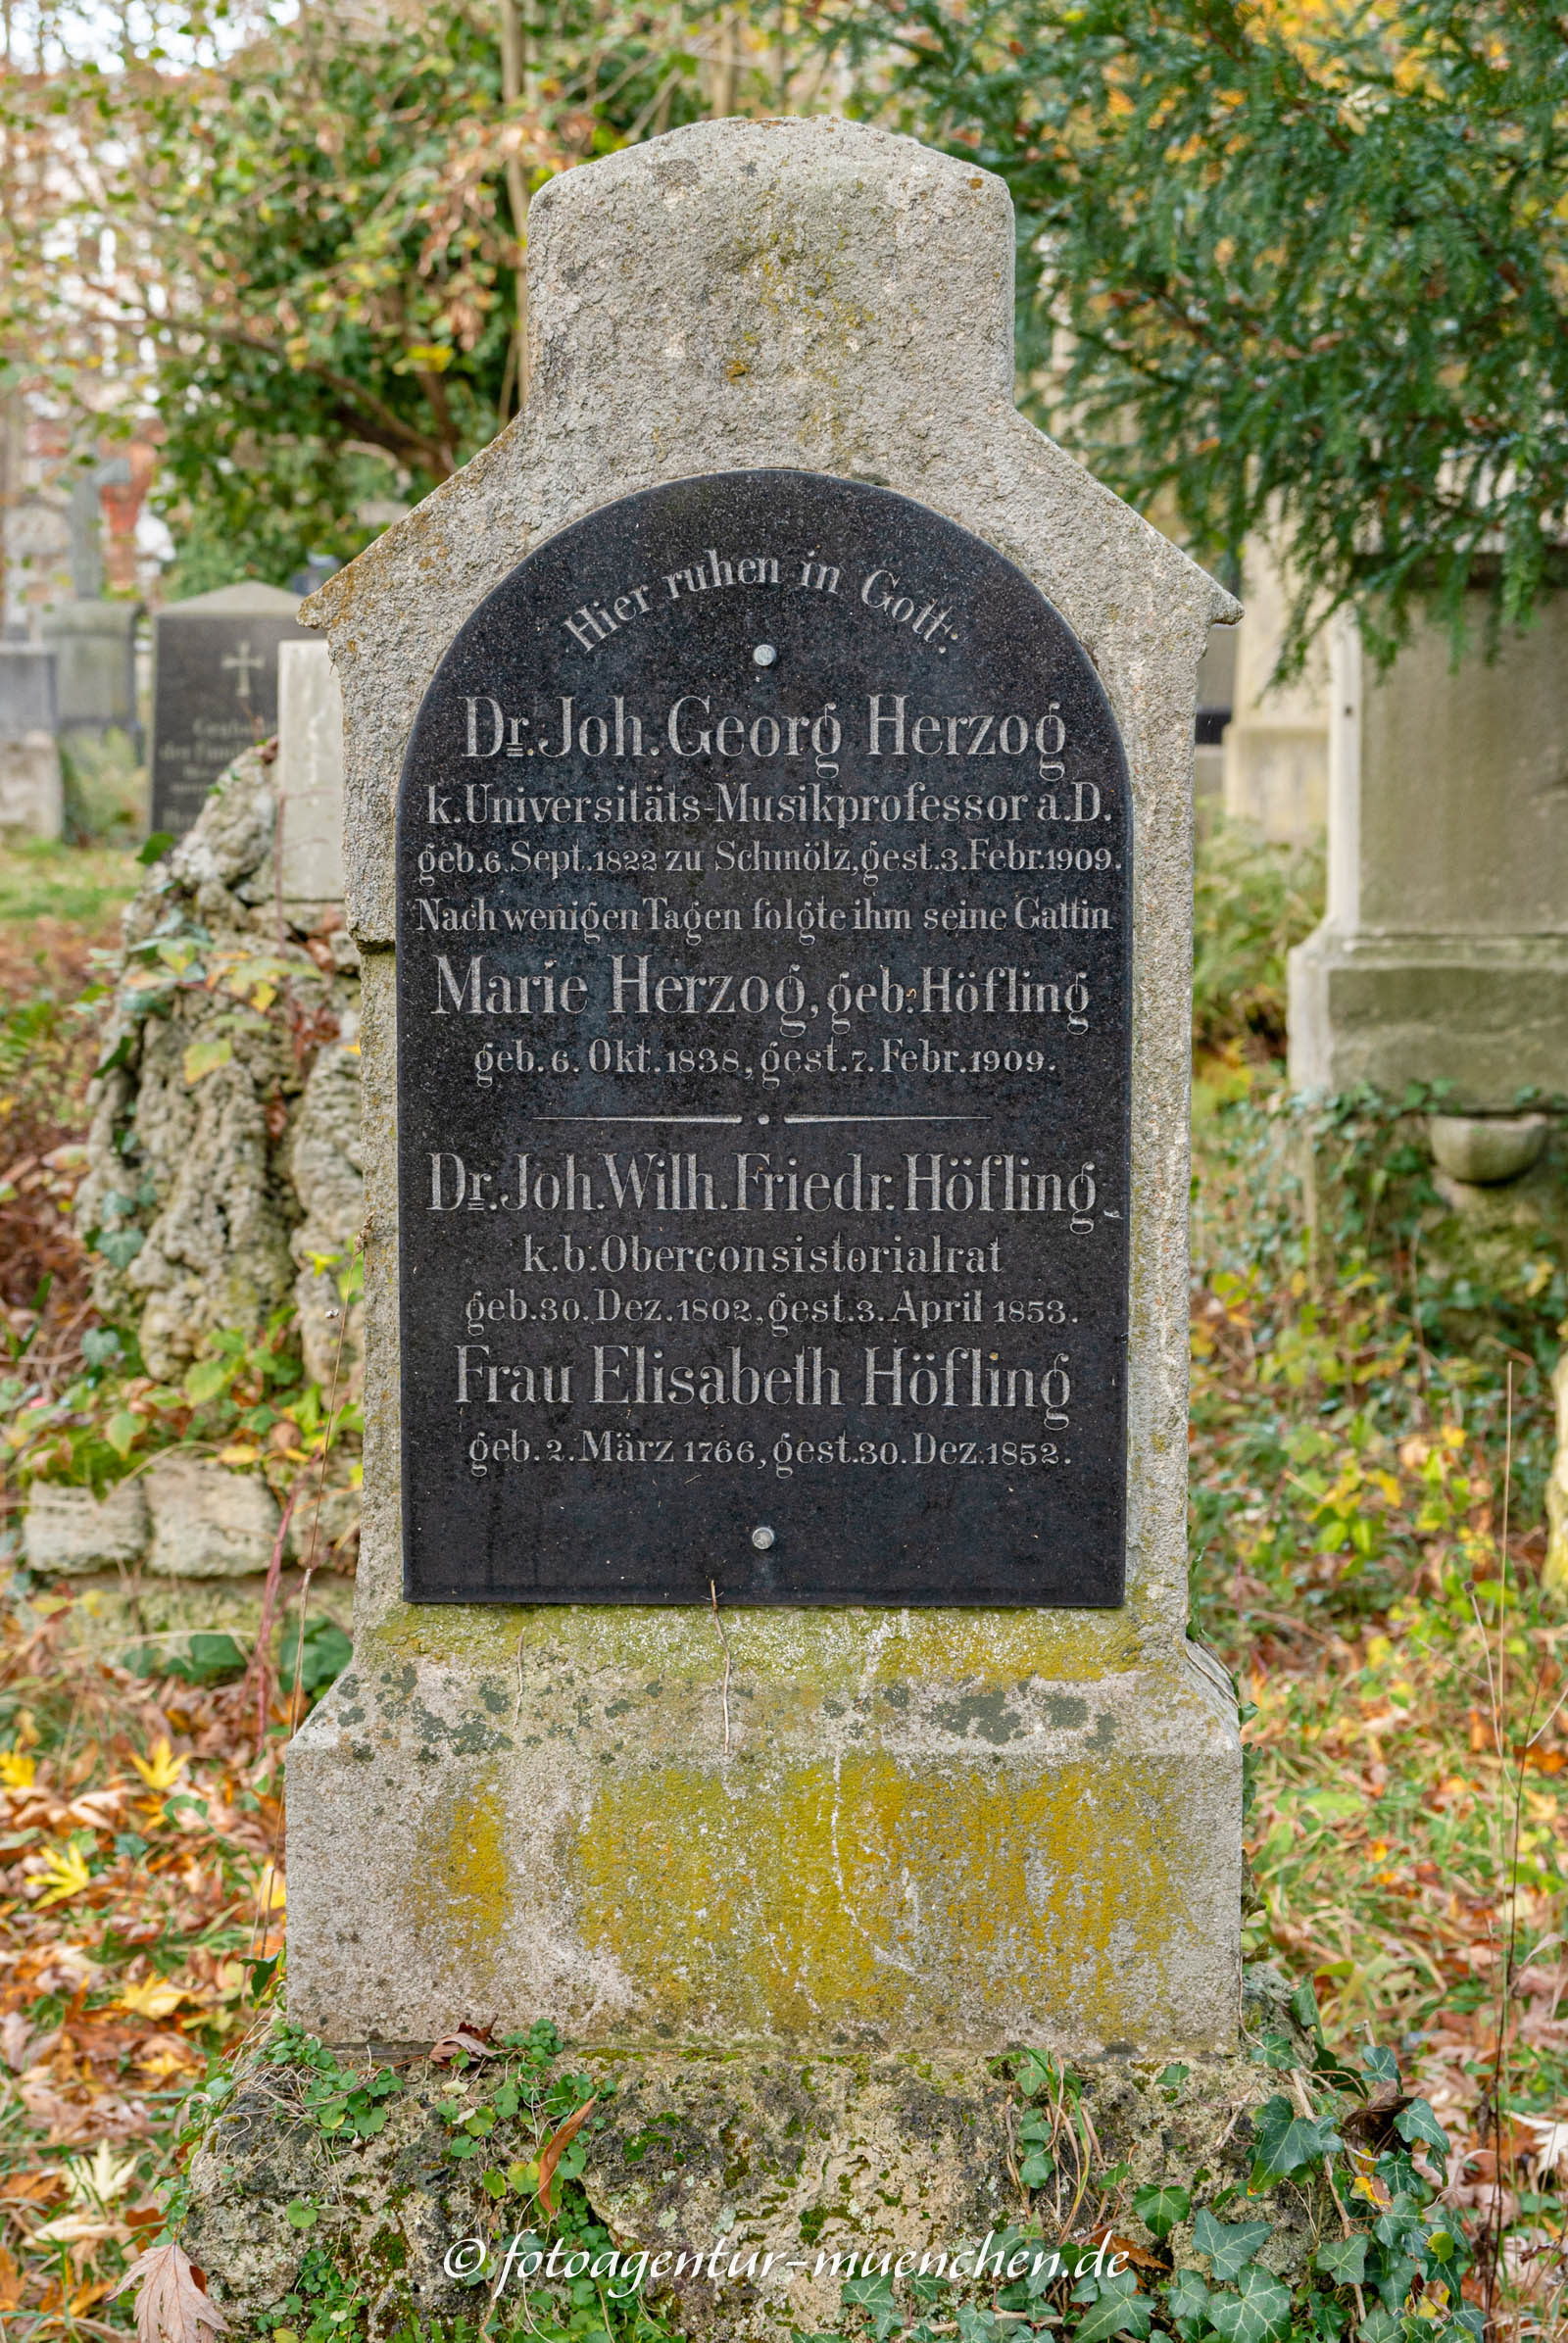 Hier ruhen in Gott:
Dr. Joh. Georg Herzog
k. Universitäts-Musikprofessor a.D.
geb. 6. Sept. 1822 zu Schmölz, gest. 3. Febr. 1909.
Nach wenigen Tagen folgte ihm seine Gattin
Marie Herzog, geb. Höfling
geb. 6. Okt. 1838, gest. 7. Febr. 1909.
Dr. Joh. Wilh. Friedr. Höfling,
k. b. Oberconsistorialrat
geb. 30. Dez. 1802, gest. 3. April 1853.
Frau Elisabeth Höfling
geb. 2. März 1766, gest. 30. Dez. 1852.
© fotoagentur-muenchen.de